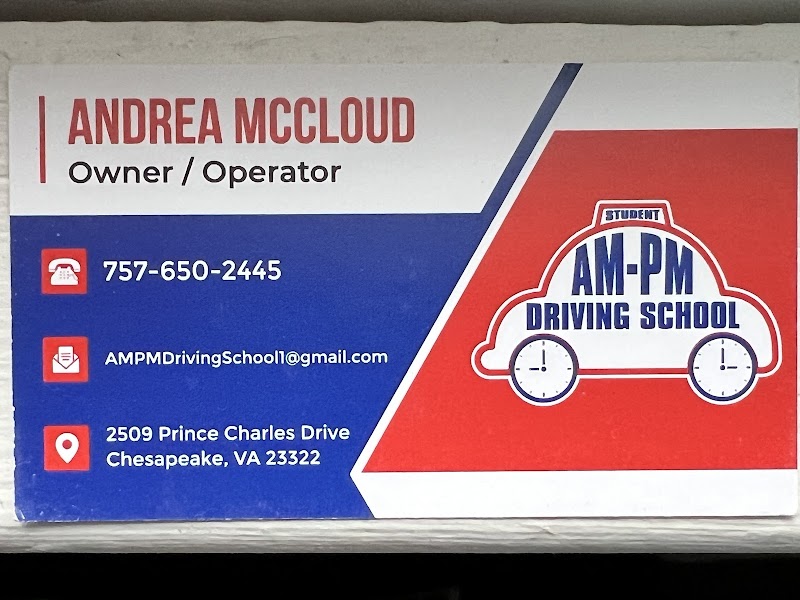 ANDREA MCCLOUD
Owner / Operator
757-650-2445
AMPMDrivingSchool1@gmail.com
2509 Prince Charles Drive
Chesapeake, VA 23322
STUDENT
AM-PM
DRIVING SCHOOL